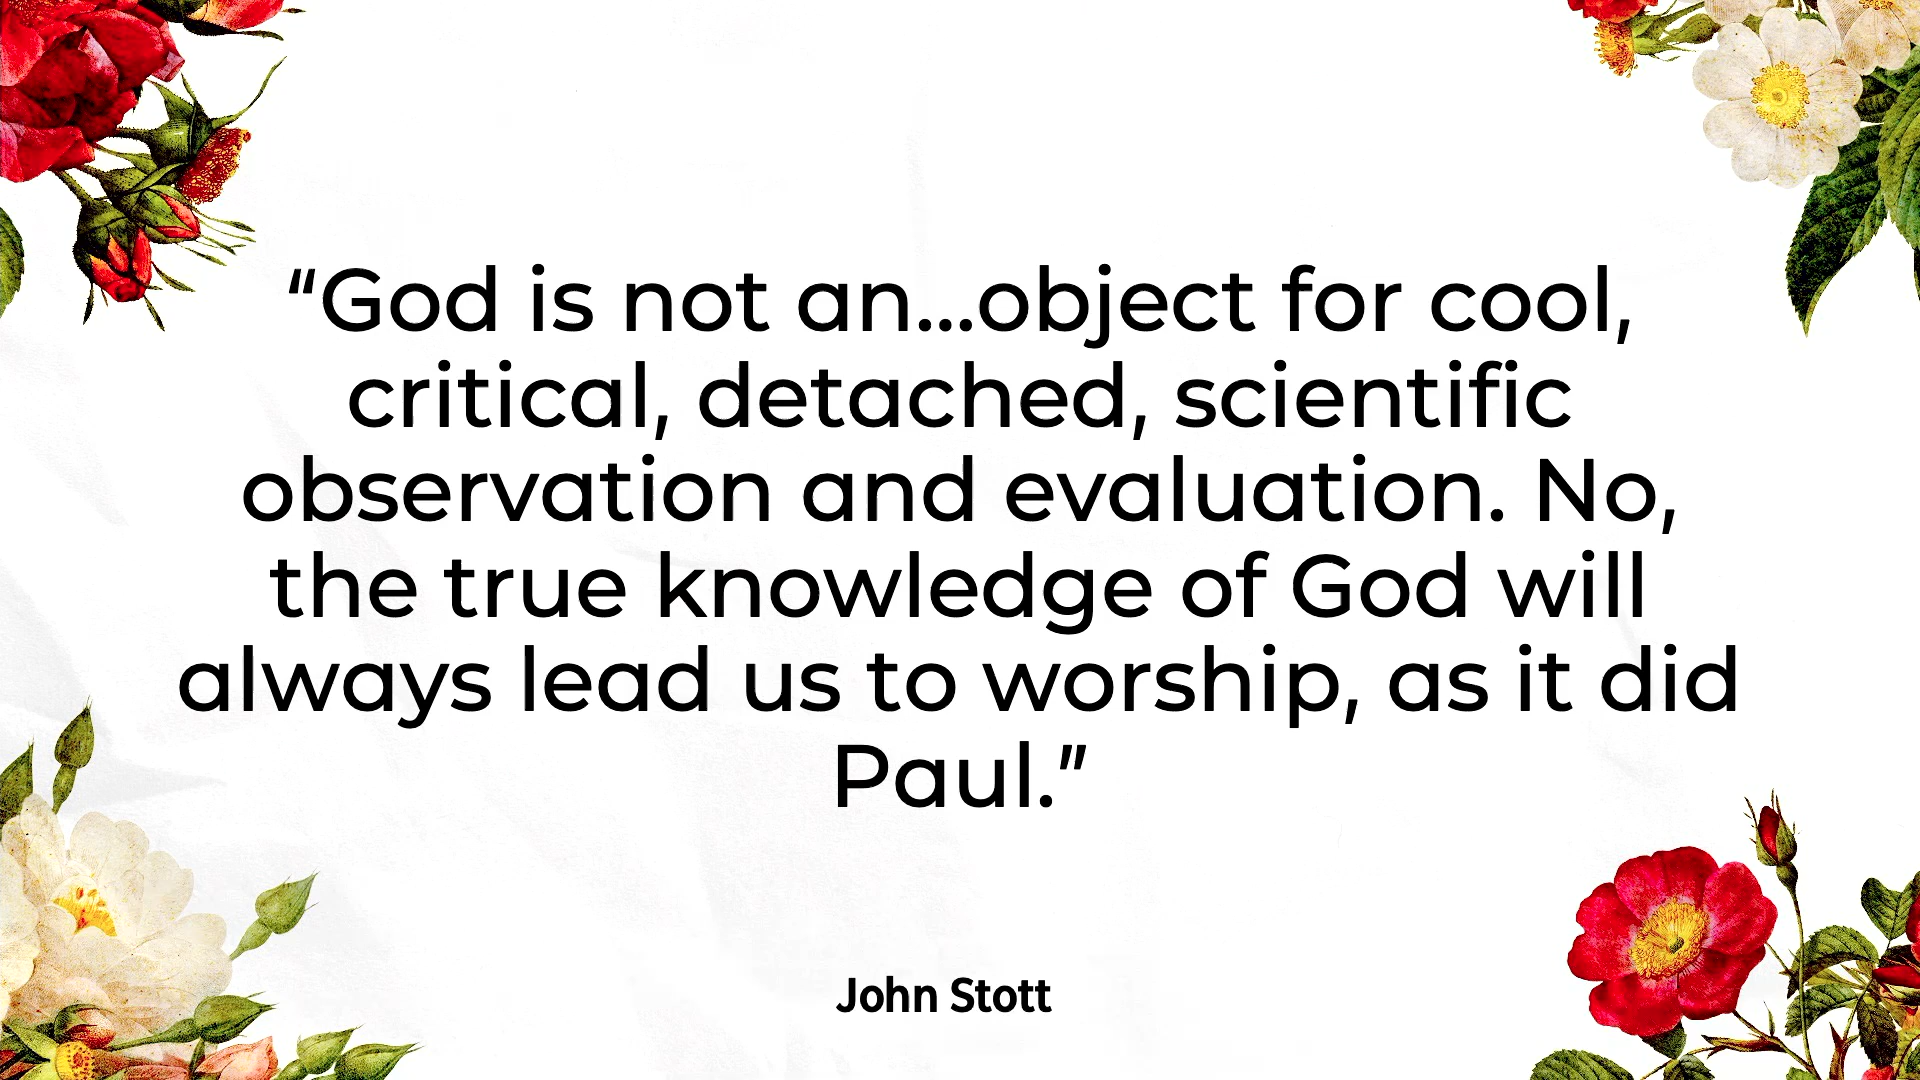 “God is not an...object for cool,
critical, detached, scientific
observation and evaluation. No,
the true knowledge of God will
always lead us to worship, as it did
Paul.”
John Stott